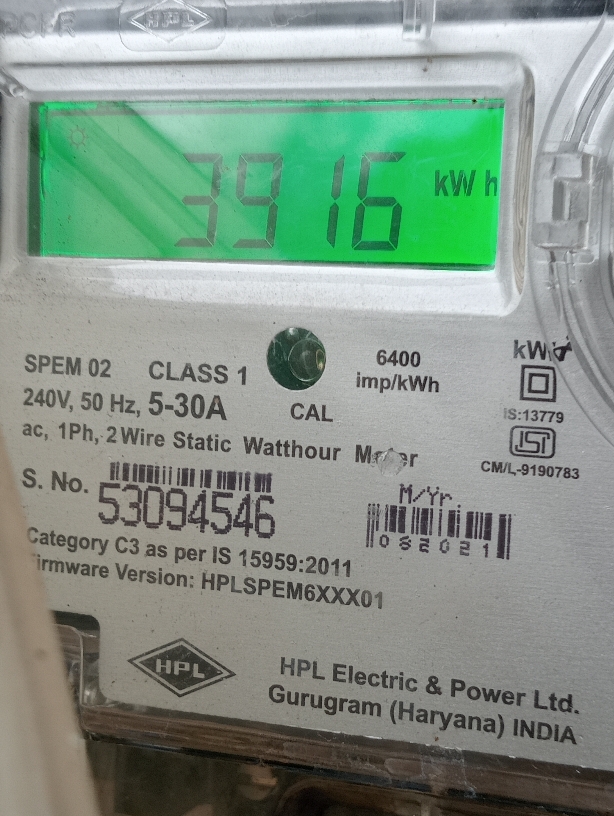 HPL
3916 kWh
SPEM 02 CLASS 1
6400
imp/kWh
240V, 50 Hz, 5-30A
CAL
IS:13779
ac, 1Ph, 2 Wire Static Watthour
CM/L-9190783
S. No. 53094546
M/Yr
082021
Category C3 as per IS 15959:2011
Firmware Version: HPLSPEM6XXX01
HPL
HPL Electric & Power Ltd.
Gurugram (Haryana) INDIA